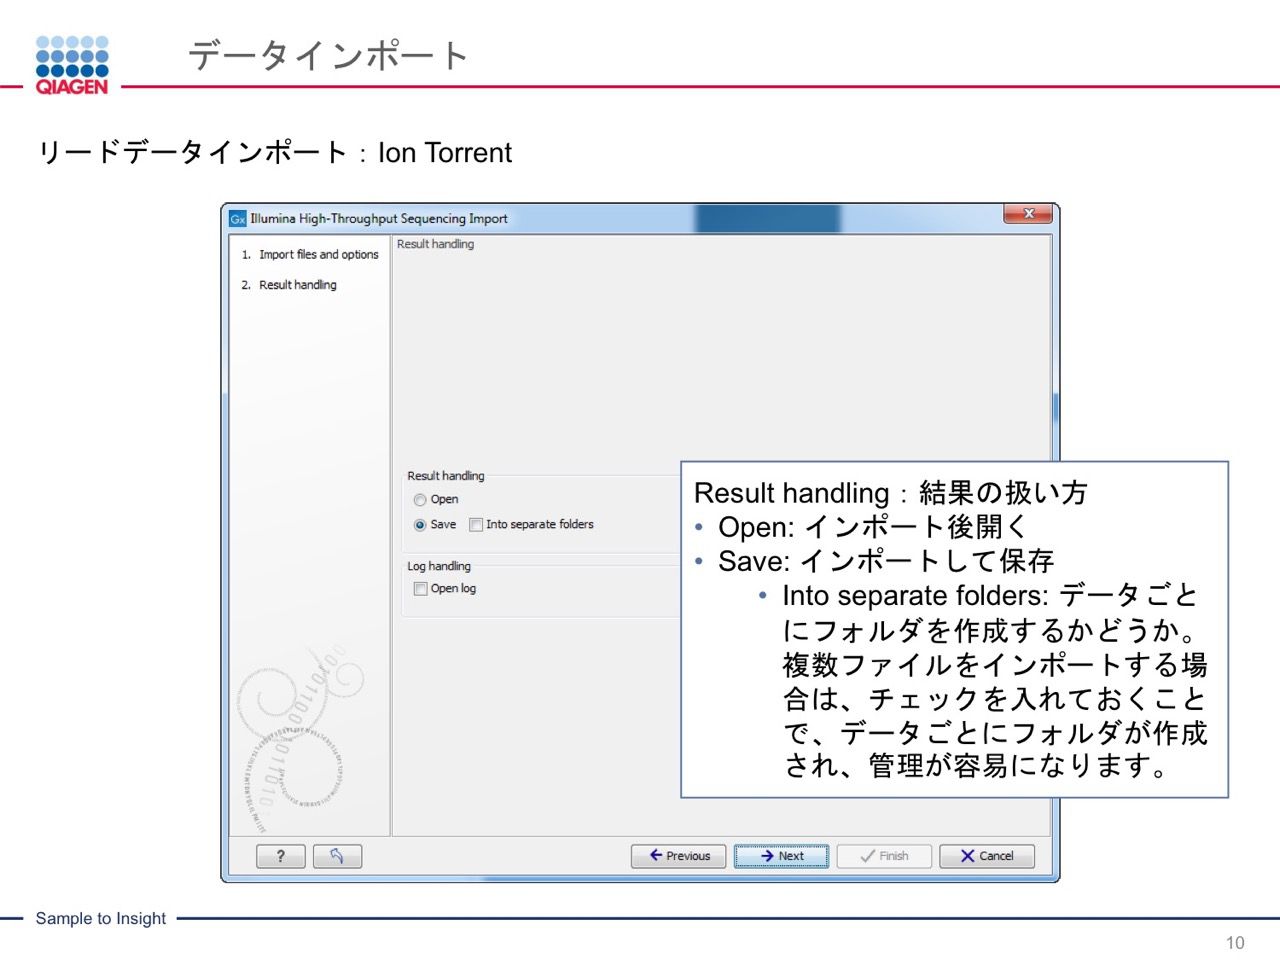 QIAGEN
データインポート
リードデータインポート：Ion Torrent
Gx Illumina High-Throughput Sequencing Import
1. Import files and options
2. Result handling
Result handling
Result handling
Open
Save Into separate folders
Log handling
Open log
Result handling：結果の扱い方
• Open: インポート後開く
• Save: インポートして保存
• Into separate folders: データごと
にフォルダを作成するかどうか。
複数ファイルをインポートする場
合は、チェックを入れておくこと
で、データごとにフォルダが作成
され、管理が容易になります。
? Previous Next Finish Cancel
Sample to Insight
10